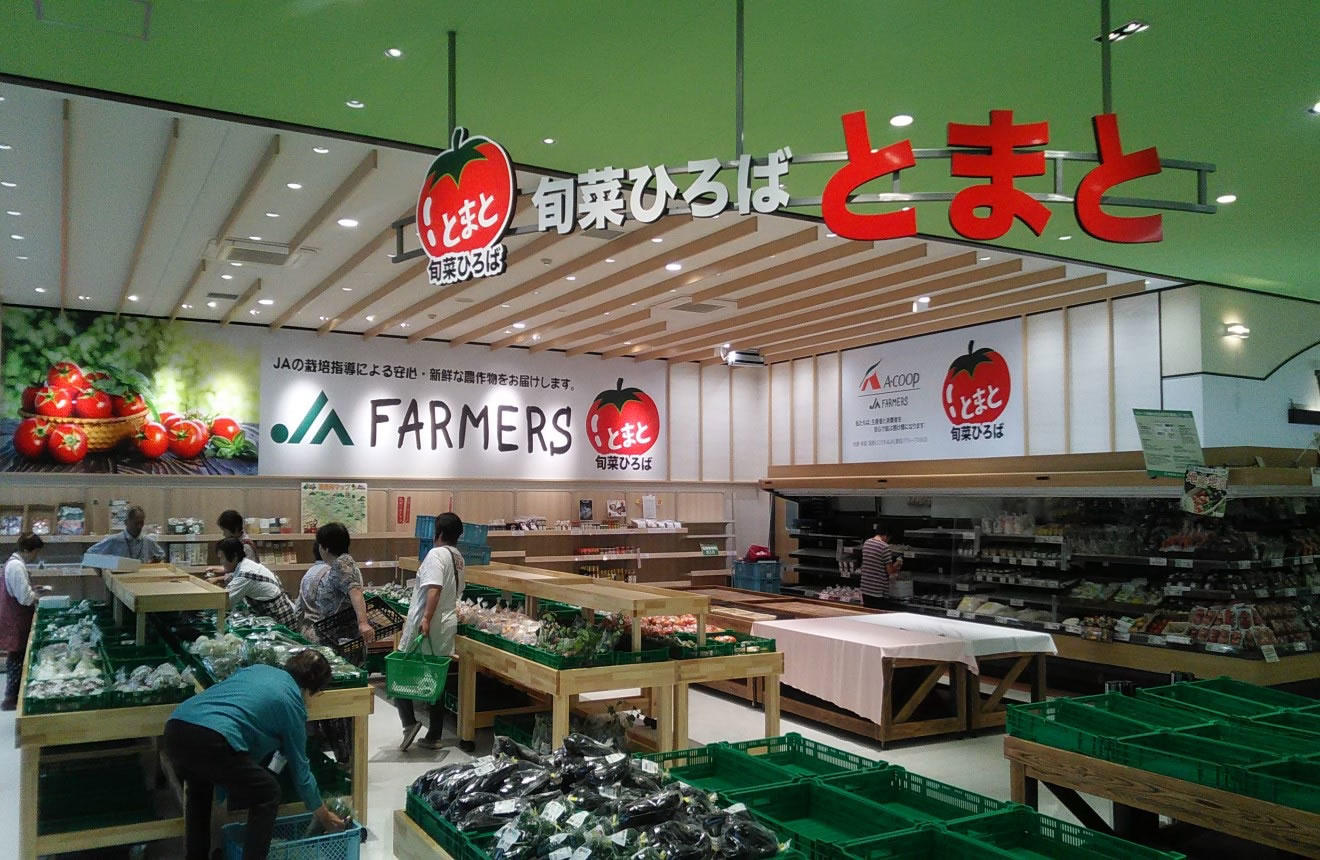 !とまと
旬菜ひろば
旬菜ひろば とまと
JAの栽培指導による安心・新鮮な農作物をお届けします。
JA FARMERS
!とまと
旬菜ひろば
A・COOP
JA FARMERS
!とまと
旬菜ひろば